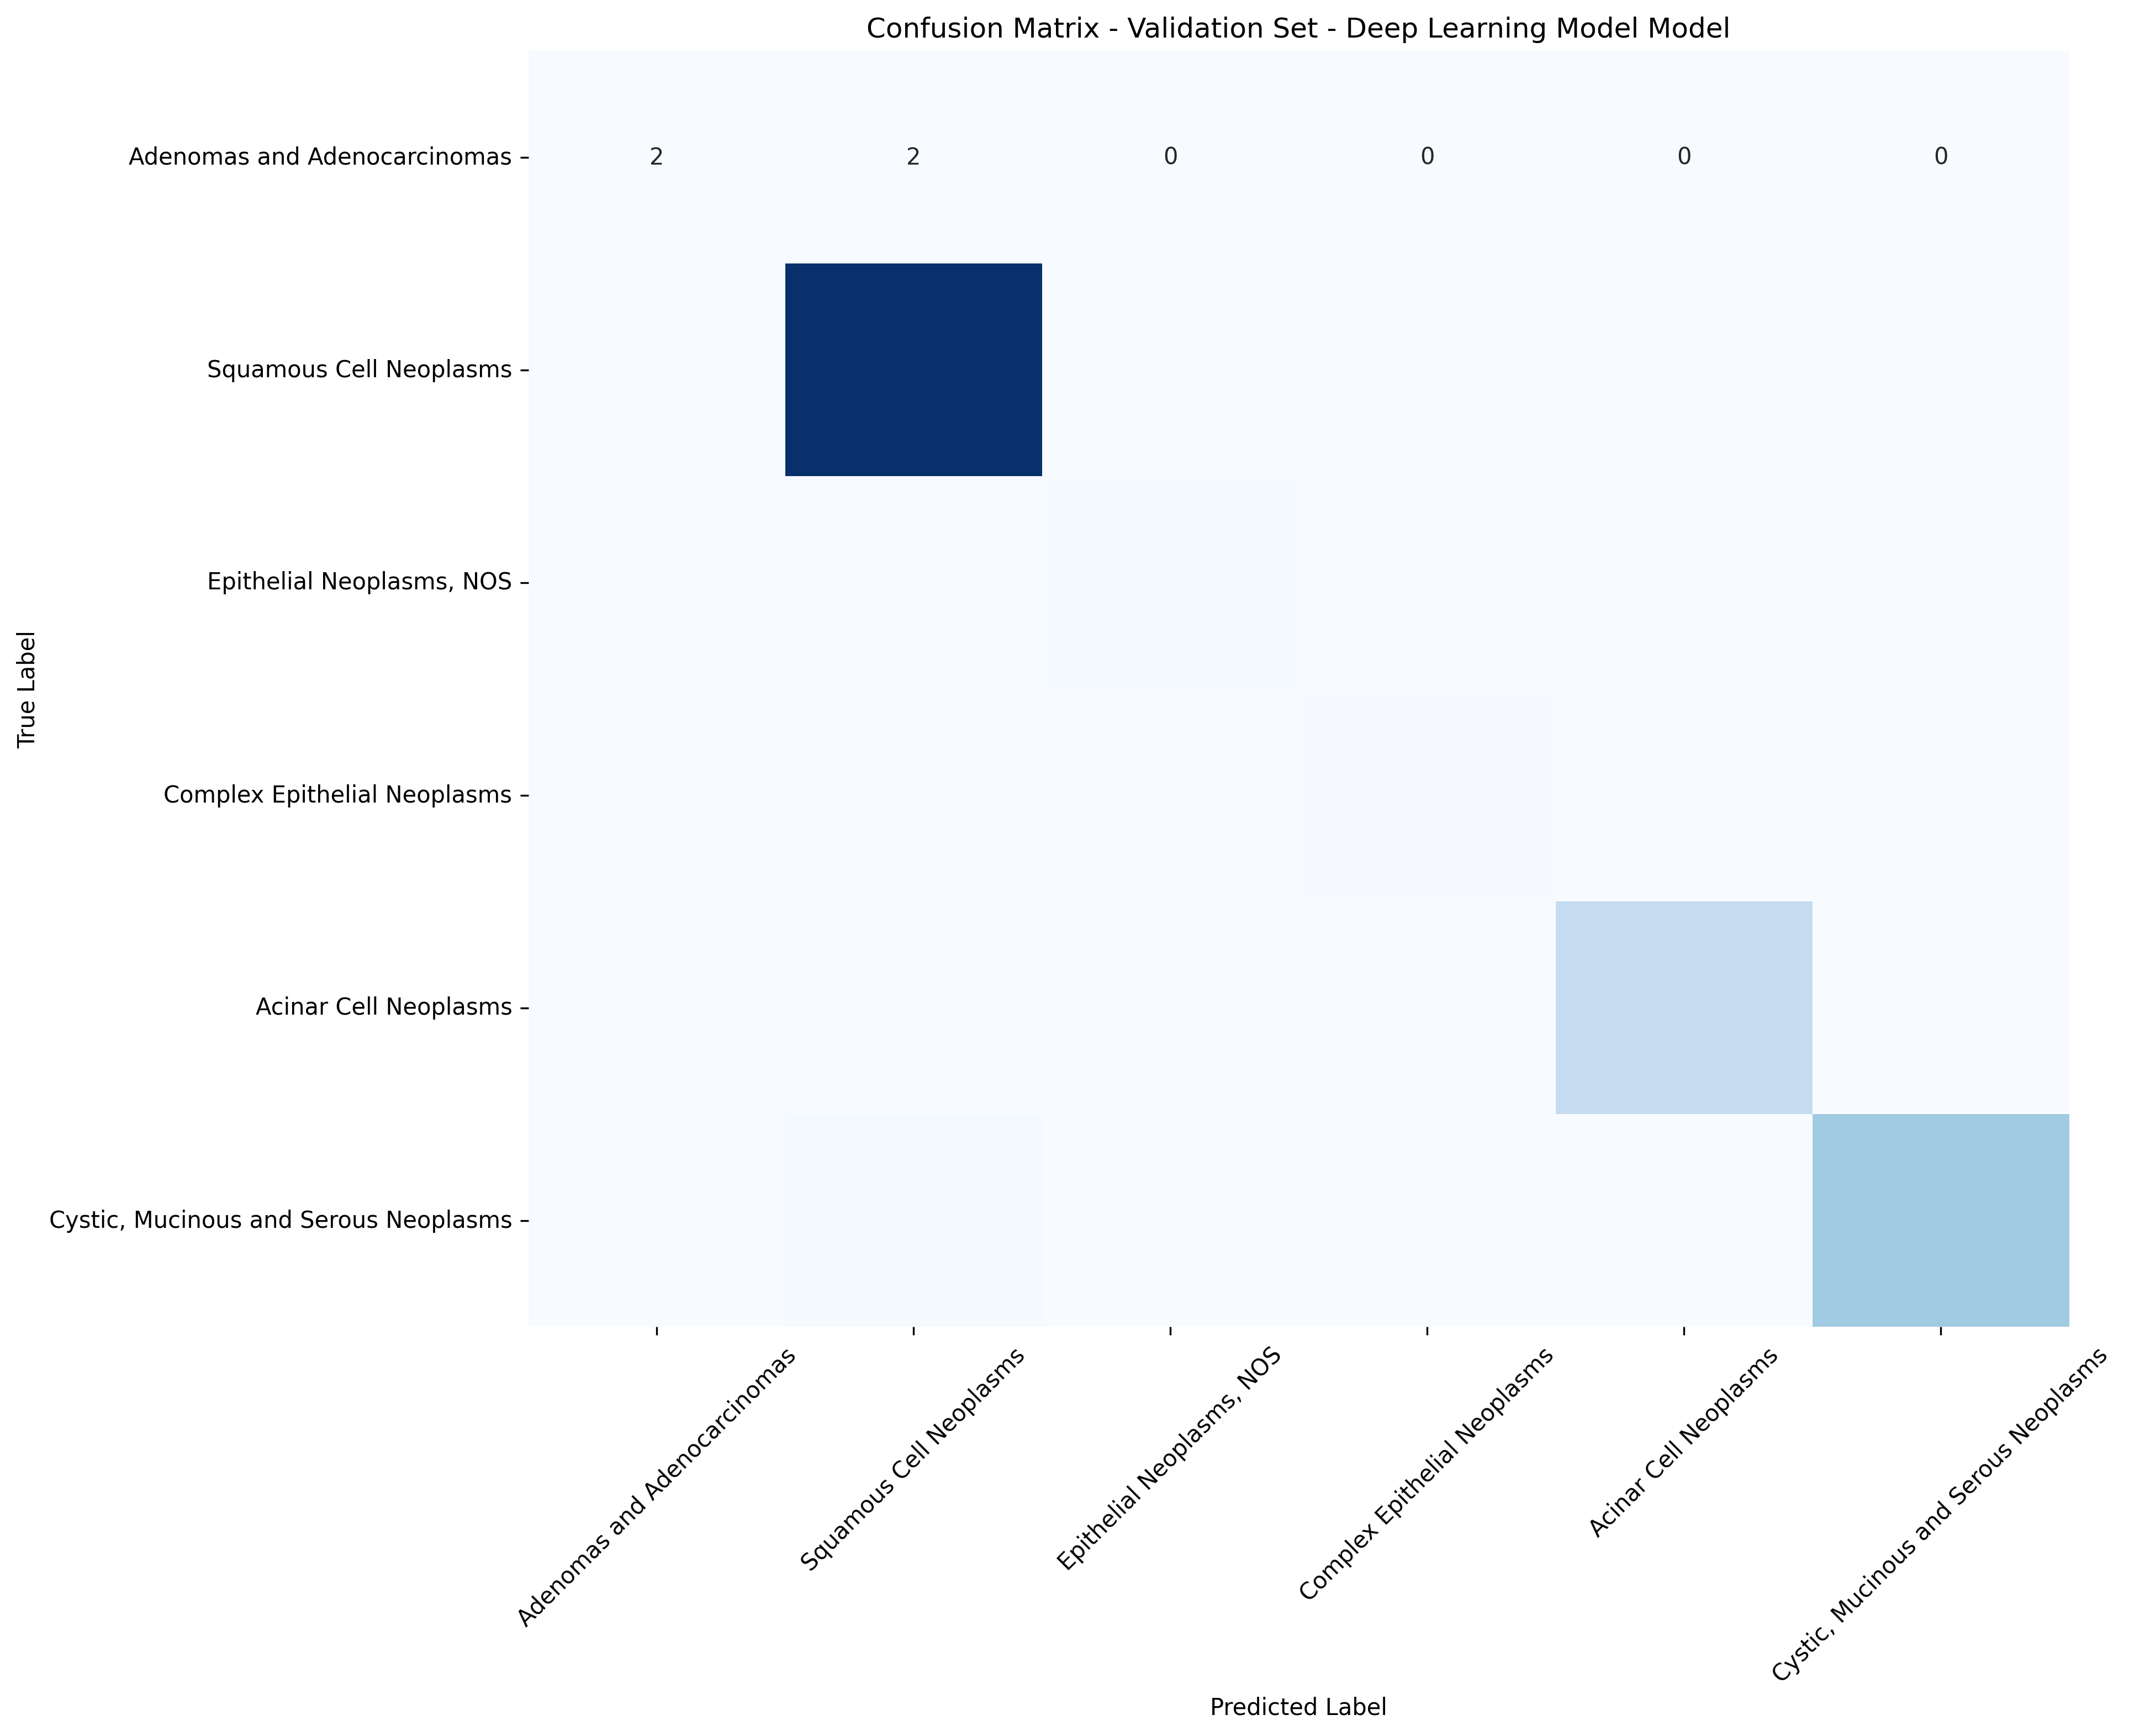 Confusion Matrix - Validation Set - Deep Learning Model Model
Adenomas and Adenocarcinomas
2 2 0 0 0 0
Squamous Cell Neoplasms
Epithelial Neoplasms, NOS
True Label
Complex Epithelial Neoplasms
Acinar Cell Neoplasms
Cystic, Mucinous and Serous Neoplasms
Adenomas and Adenocarcinomas
Squamous Cell Neoplasms
Epithelial Neoplasms, NOS
Complex Epithelial Neoplasms
Acinar Cell Neoplasms
Cystic, Mucinous and Serous Neoplasms
Predicted Label